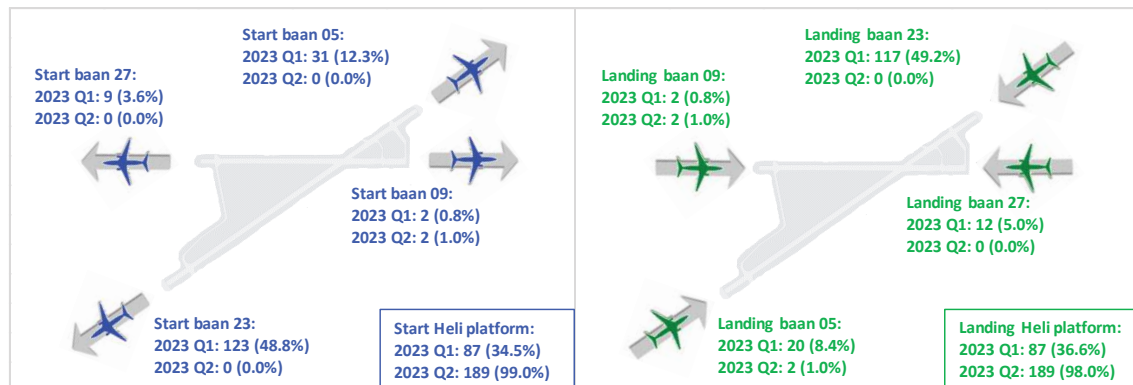 Start baan 05:
2023 Q1: 31 (12.3%)
2023 Q2: 0 (0.0%)
Start baan 27:
2023 Q1: 9 (3.6%)
2023 Q2: 0 (0.0%)
Start baan 09:
2023 Q1: 2 (0.8%)
2023 Q2: 2 (1.0%)
Start baan 23:
2023 Q1: 123 (48.8%)
2023 Q2: 0 (0.0%)
Start Heli platform:
2023 Q1: 87 (34.5%)
2023 Q2: 189 (99.0%)
Landing baan 23:
2023 Q1: 117 (49.2%)
2023 Q2: 0 (0.0%)
Landing baan 09:
2023 Q1: 2 (0.8%)
2023 Q2: 2 (1.0%)
Landing baan 27:
2023 Q1: 12 (5.0%)
2023 Q2: 0 (0.0%)
Landing baan 05:
2023 Q1: 20 (8.4%)
2023 Q2: 2 (1.0%)
Landing Heli platform:
2023 Q1: 87 (36.6%)
2023 Q2: 189 (98.0%)